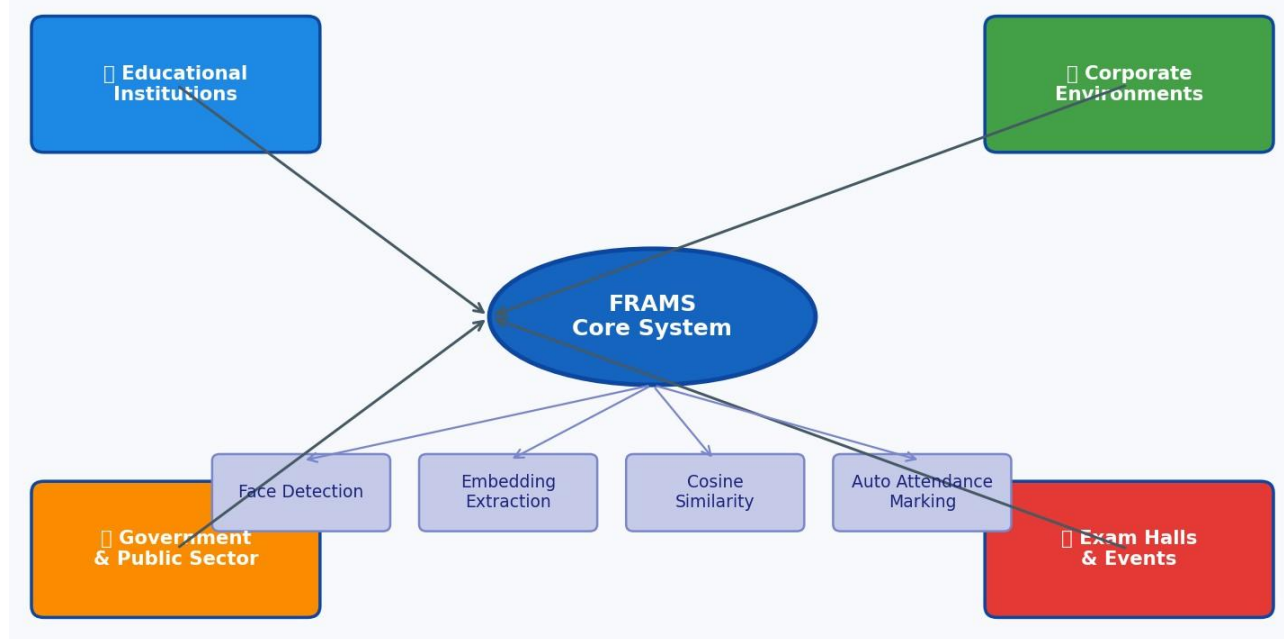 Educational
Institutions
Corporate
Environments
FRAMS
Core System
Face Detection
Embedding
Extraction
Cosine
Similarity
Auto Attendance
Marking
Government
& Public Sector
Exam Halls
& Events